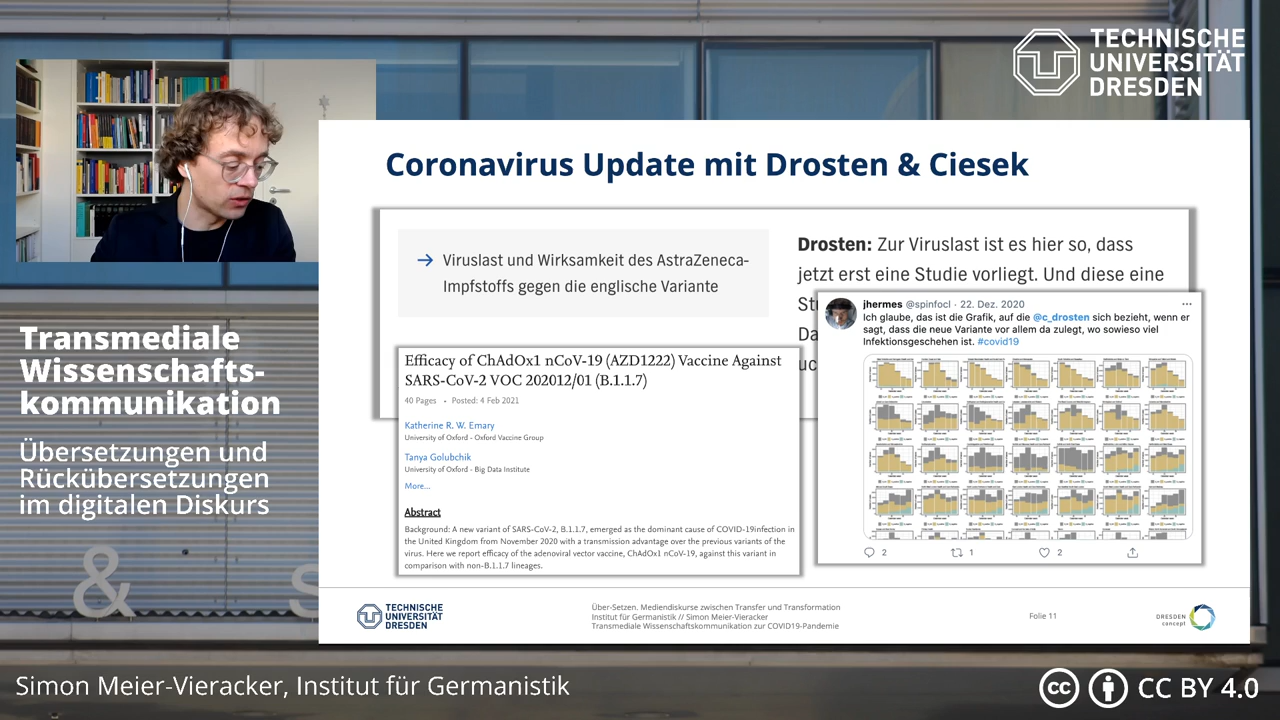 TECHNISCHE
UNIVERSITÄT
DRESDEN
Transmediale
Wissenschafts-
kommunikation
Übersetzungen und
Rückübersetzungen
im digitalen Diskurs
& s
Coronavirus Update mit Drosten & Ciesek
→ Viruslast und Wirksamkeit des AstraZeneca-
Impfstoffs gegen die englische Variante
Drosten: Zur Viruslast ist es hier so, dass
jetzt erst eine Studie vorliegt. Und diese eine
Efficacy of ChAdOx1 nCoV-19 (AZD1222) Vaccine Against
SARS-CoV-2 VOC 202012/01 (B.1.1.7)
40 Pages • Posted: 4 Feb 2021
Katherine R. W. Emary
University of Oxford - Oxford Vaccine Group
Tanya Golubchik
University of Oxford - Big Data Institute
More...
Abstract
Background: A new variant of SARS-CoV-2, B.1.1.7, emerged as the dominant cause of COVID-19infection in
the United Kingdom from November 2020 with a transmission advantage over the previous variants of the
virus. Here we report efficacy of the adenoviral vector vaccine, ChAdOx1 nCoV-19, against this variant in
comparison with non-B.1.1.7 lineages.
jhermes @spinfocl · 22. Dez. 2020
Ich glaube, das ist die Grafik, auf die @c_drosten sich bezieht, wenn er
sagt, dass die neue Variante vor allem da zulegt, wo sowieso viel
Infektionsgeschehen ist. #covid19
2 1 2
TECHNISCHE
UNIVERSITÄT
DRESDEN
Über-Setzen. Mediendiskurse zwischen Transfer und Transformation
Institut für Germanistik // Simon Meier-Vieracker
Transmediale Wissenschaftskommunikation zur COVID19-Pandemie
Folie 11
DRESDEN
concept
Simon Meier-Vieracker, Institut für Germanistik
cc CC BY 4.0